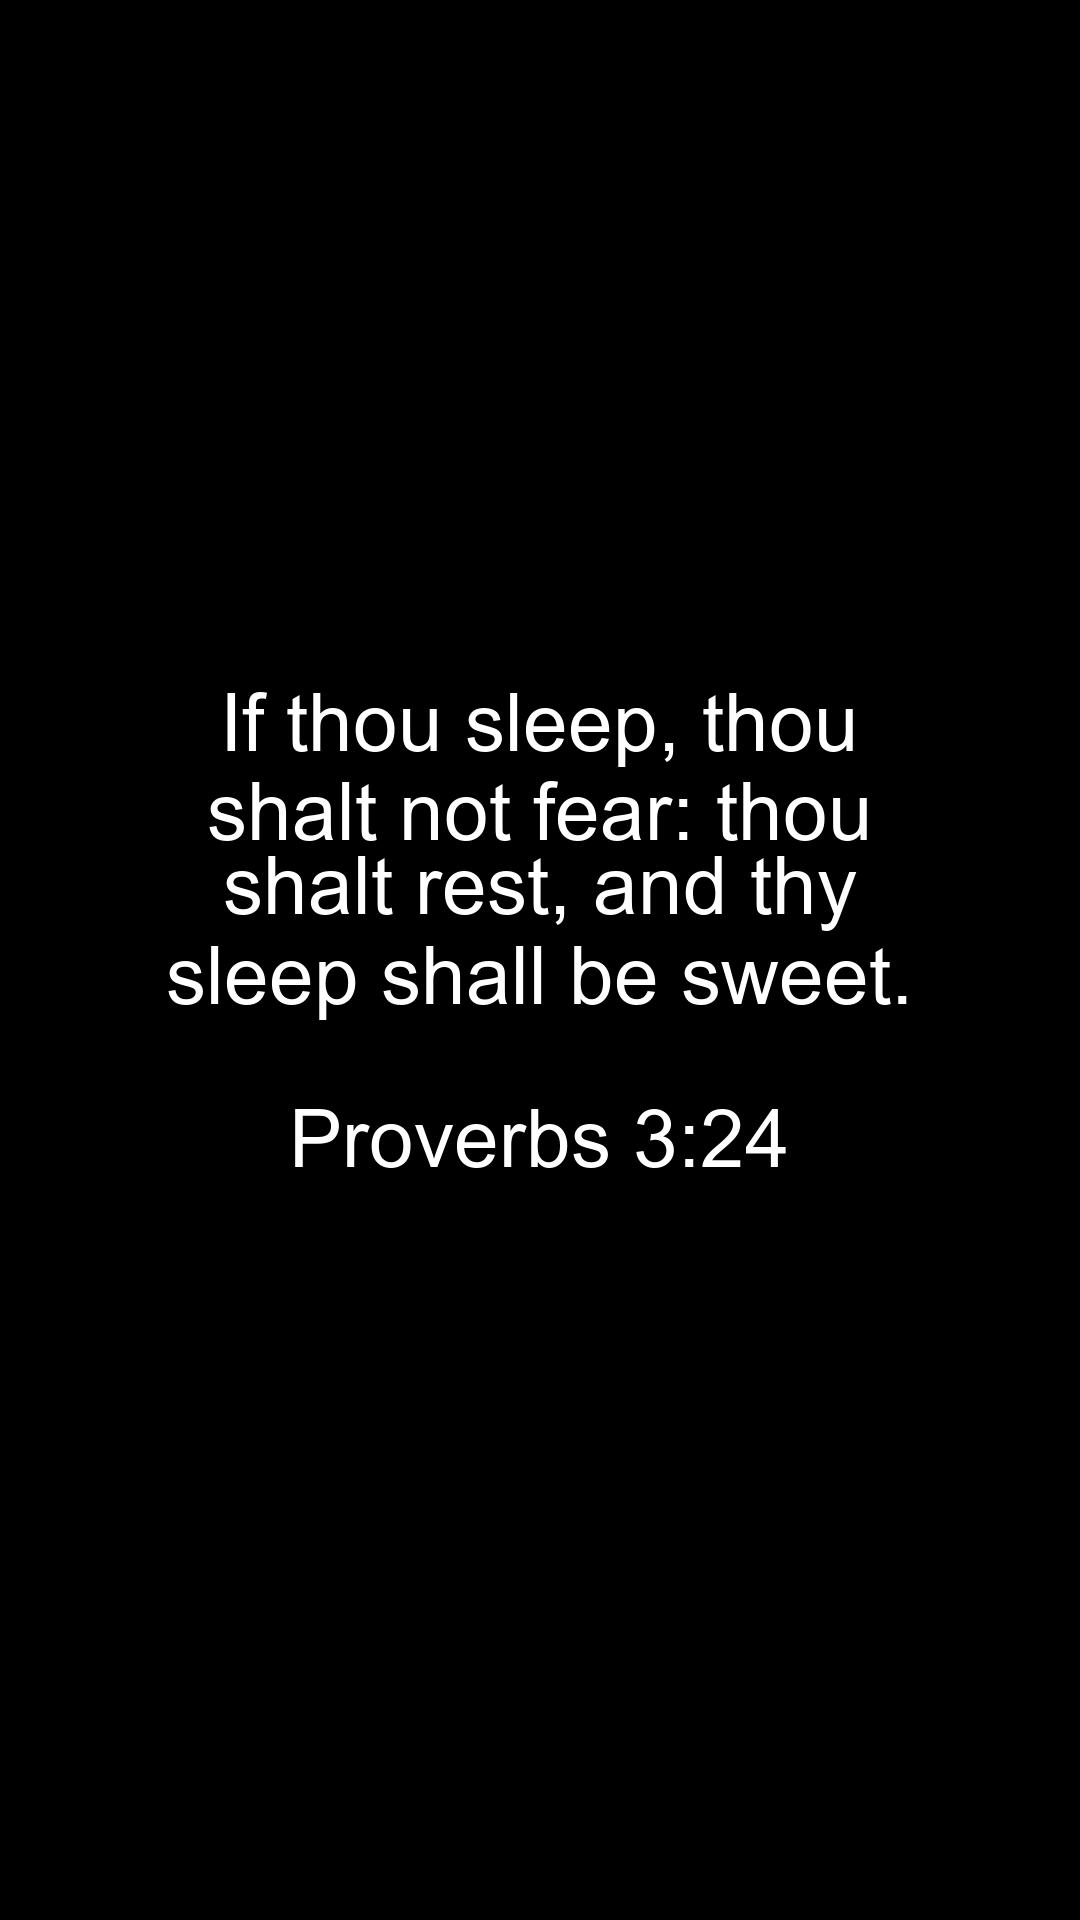 If thou sleep, thou
shalt not fear: thou
shalt rest, and thy
sleep shall be sweet.
Proverbs 3:24